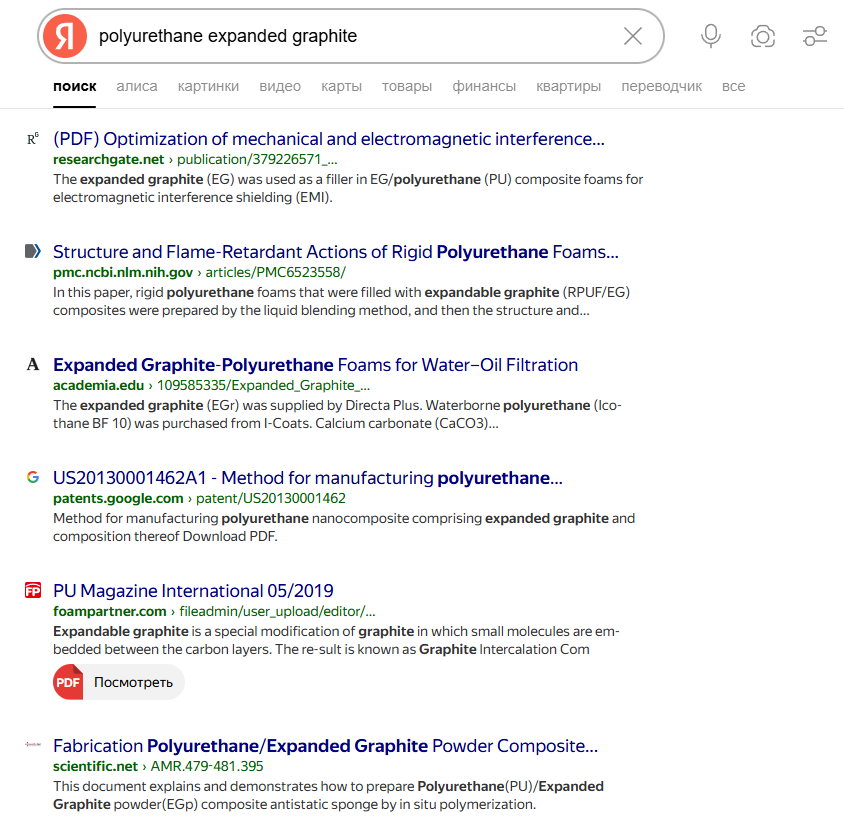 Я polyurethane expanded graphite
поиск алиса картинки видео карты товары финансы квартиры переводчик все
(PDF) Optimization of mechanical and electromagnetic interference...
researchgate.net › publication/379226571_...
The expanded graphite (EG) was used as a filler in EG/polyurethane (PU) composite foams for
electromagnetic interference shielding (EMI).
Structure and Flame-Retardant Actions of Rigid Polyurethane Foams...
pmc.ncbi.nlm.nih.gov › articles/PMC6523558/
In this paper, rigid polyurethane foams that were filled with expandable graphite (RPUF/EG)
composites were prepared by the liquid blending method, and then the structure and...
Expanded Graphite-Polyurethane Foams for Water–Oil Filtration
academia.edu › 109585335/Expanded_Graphite_...
The expanded graphite (EGr) was supplied by Directa Plus. Waterborne polyurethane (Ico-
thane BF 10) was purchased from I-Coats. Calcium carbonate (CaCO3)...
US20130001462A1 - Method for manufacturing polyurethane...
patents.google.com › patent/US20130001462
Method for manufacturing polyurethane nanocomposite comprising expanded graphite and
composition thereof Download PDF.
PU Magazine International 05/2019
foampartner.com › fileadmin/user_upload/editor/...
Expandable graphite is a special modification of graphite in which small molecules are em-
bedded between the carbon layers. The re-sult is known as Graphite Intercalation Com
PDF Посмотреть
Fabrication Polyurethane/Expanded Graphite Powder Composite...
scientific.net › AMR.479-481.395
This document explains and demonstrates how to prepare Polyurethane(PU)/Expanded
Graphite powder(EGp) composite antistatic sponge by in situ polymerization.